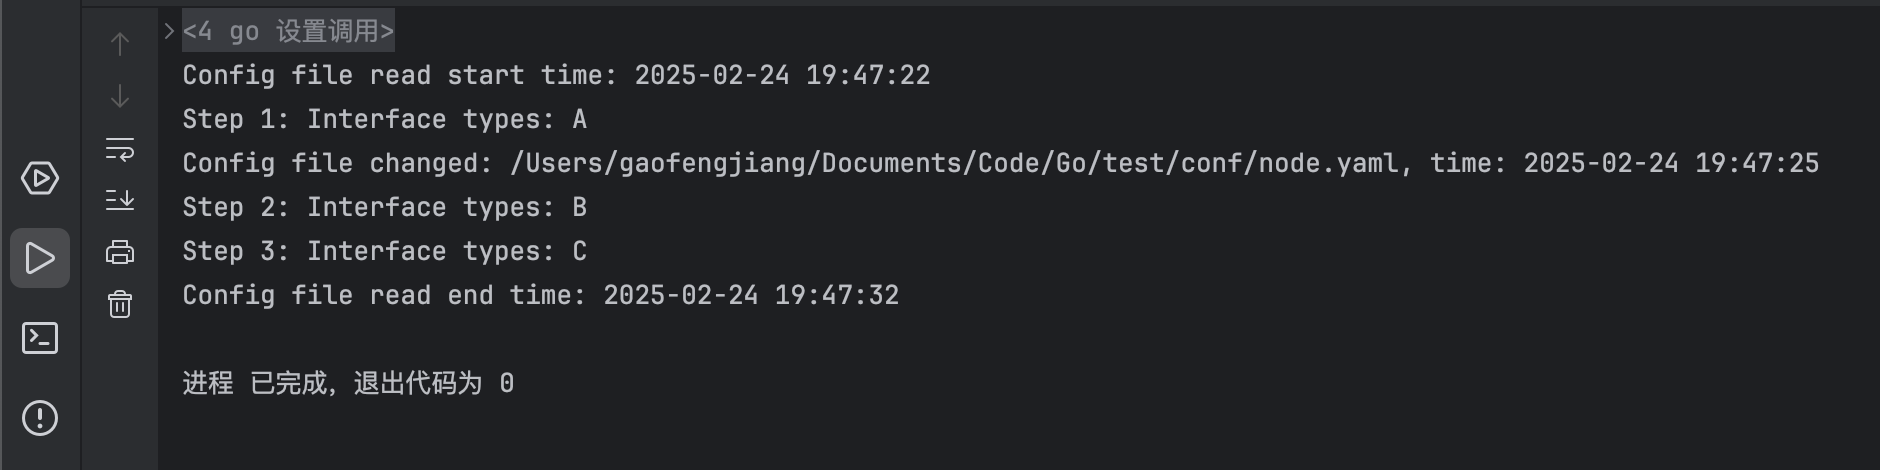 <4 go 设置调用>
Config file read start time: 2025-02-24 19:47:22
Step 1: Interface types: A
Config file changed: /Users/gaofengjiang/Documents/Code/Go/test/conf/node.yaml, time: 2025-02-24 19:47:25
Step 2: Interface types: B
Step 3: Interface types: C
Config file read end time: 2025-02-24 19:47:32
进程 已完成，退出代码为 0